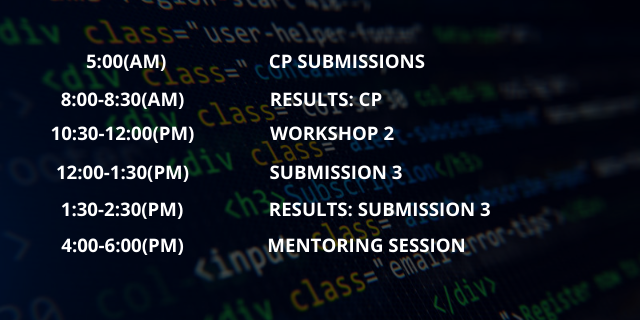 5:00(AM) CP SUBMISSIONS
8:00-8:30(AM) RESULTS: CP
10:30-12:00(PM) WORKSHOP 2
12:00-1:30(PM) SUBMISSION 3
1:30-2:30(PM) RESULTS: SUBMISSION 3
4:00-6:00(PM) MENTORING SESSION